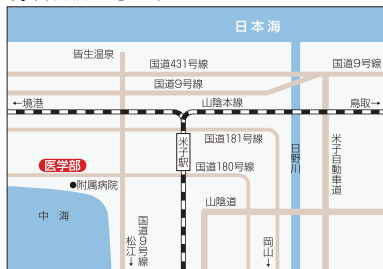 日本海
皆生温泉
国道431号線
国道9号線
国道9号線
←境港
山陰本線
鳥取→
米子駅
国道181号線
日野川
米子自動車道
医学部
国道180号線
●附属病院
中海
山陰道
国道9号線
松江→
岡山→